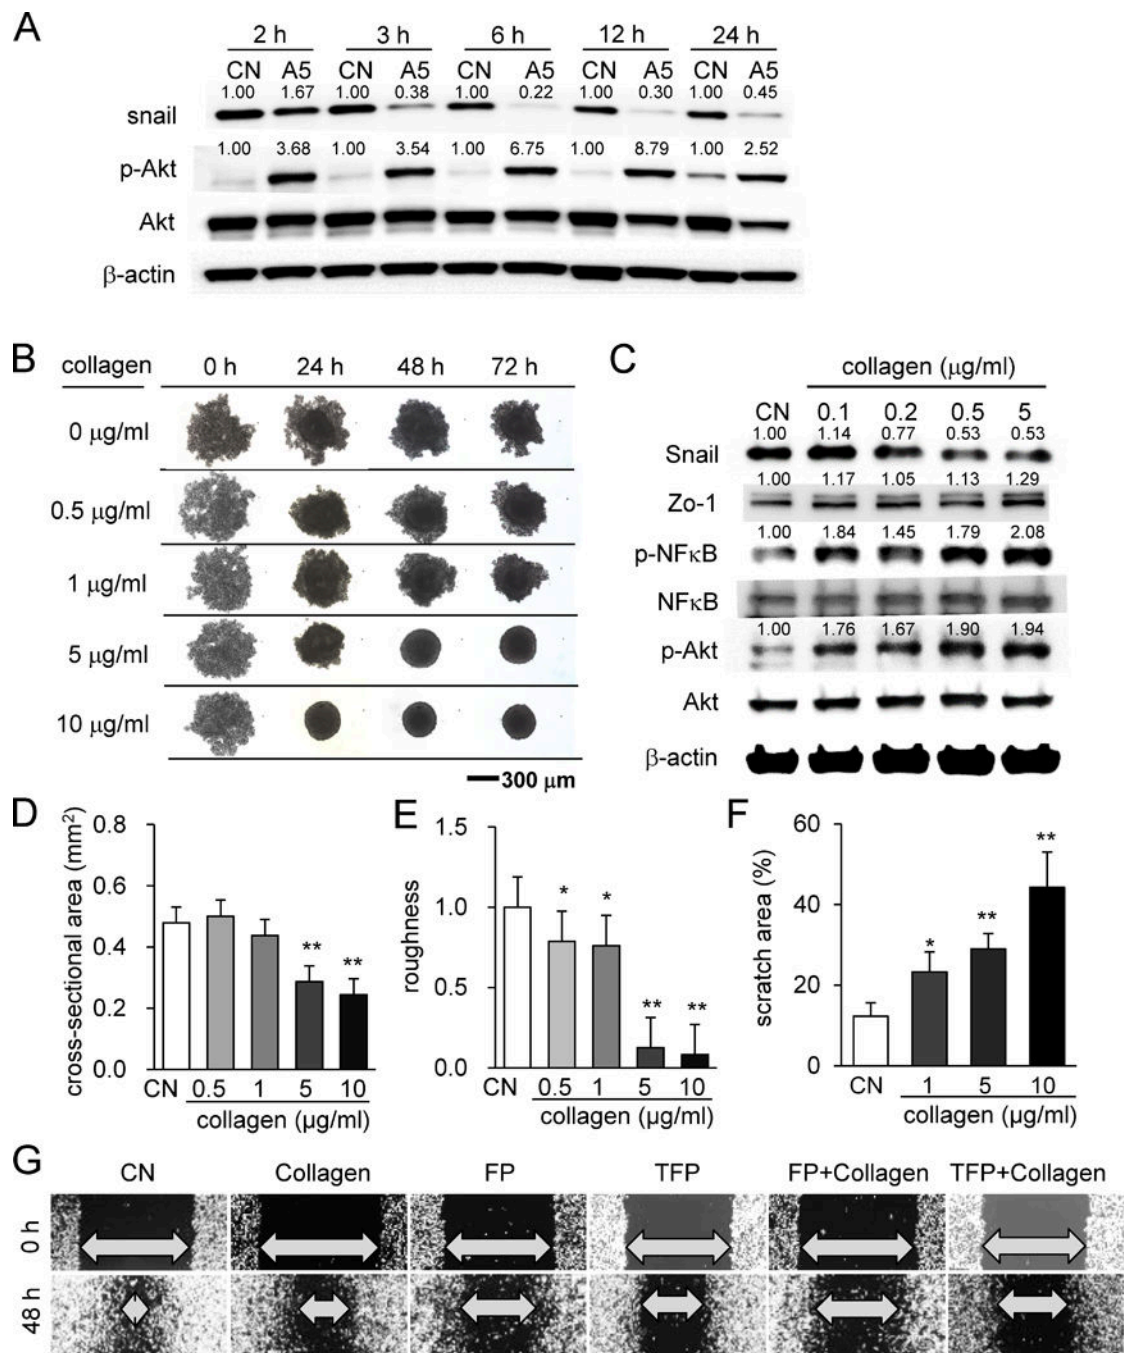 A
2 h 3 h 6 h 12 h 24 h
CN A5 CN A5 CN A5 CN A5 CN A5
1.00 1.67 1.00 0.38 1.00 0.22 1.00 0.30 1.00 0.45
snail
1.00 3.68 1.00 3.54 1.00 6.75 1.00 8.79 1.00 2.52
p-Akt
Akt
β-actin
B
collagen 0 h 24 h 48 h 72 h
0 μg/ml
0.5 μg/ml
1 μg/ml
5 μg/ml
10 μg/ml
300 μm
C
collagen (μg/ml)
CN 0.1 0.2 0.5 5
1.00 1.14 0.77 0.53 0.53
Snail
1.00 1.17 1.05 1.13 1.29
Zo-1
1.00 1.84 1.45 1.79 2.08
p-NFκB
NFκB
1.00 1.76 1.67 1.90 1.94
p-Akt
Akt
β-actin
D
cross-sectional area (mm²)
0.8
0.6
0.4
0.2
0.0
** **
CN 0.5 1 5 10
collagen (μg/ml)
E
roughness
1.5
1.0
0.5
0.0
* * ** **
CN 0.5 1 5 10
collagen (μg/ml)
F
scratch area (%)
60
40
20
0
* ** **
CN 1 5 10
collagen (μg/ml)
G
CN Collagen FP TFP FP+Collagen TFP+Collagen
0 h
48 h